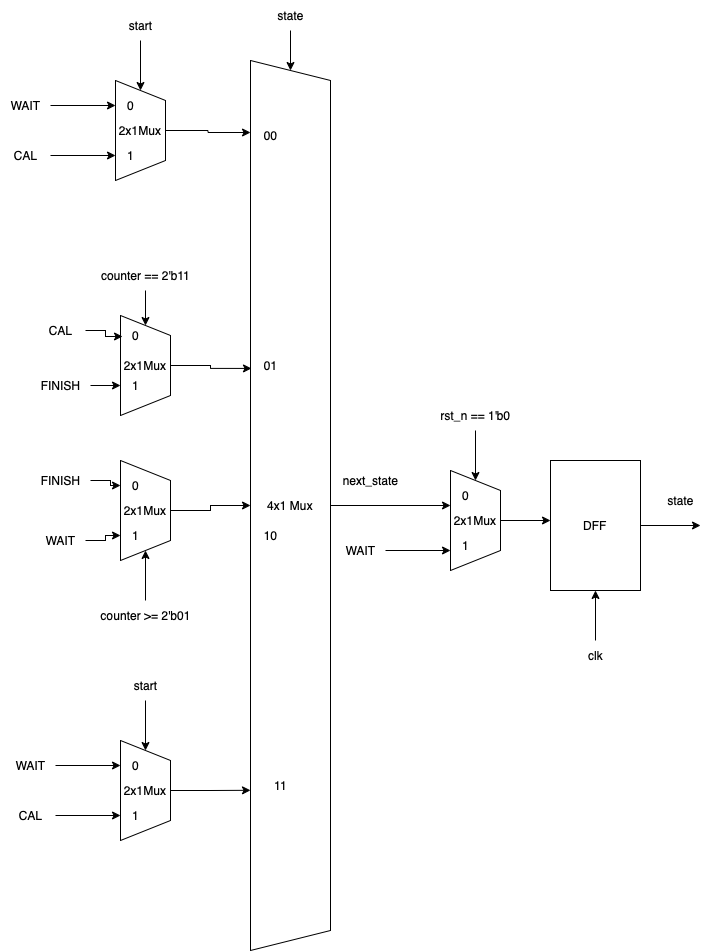 state
start
WAIT
0
2x1Mux
CAL
1
00
counter == 2'b11
CAL
0
2x1Mux
FINISH
1
01
rst_n == 1'b0
FINISH
0
2x1Mux
WAIT
1
counter >= 2'b01
4x1 Mux
10
next_state
0
2x1Mux
WAIT
1
DFF
state
clk
start
WAIT
0
2x1Mux
CAL
1
11